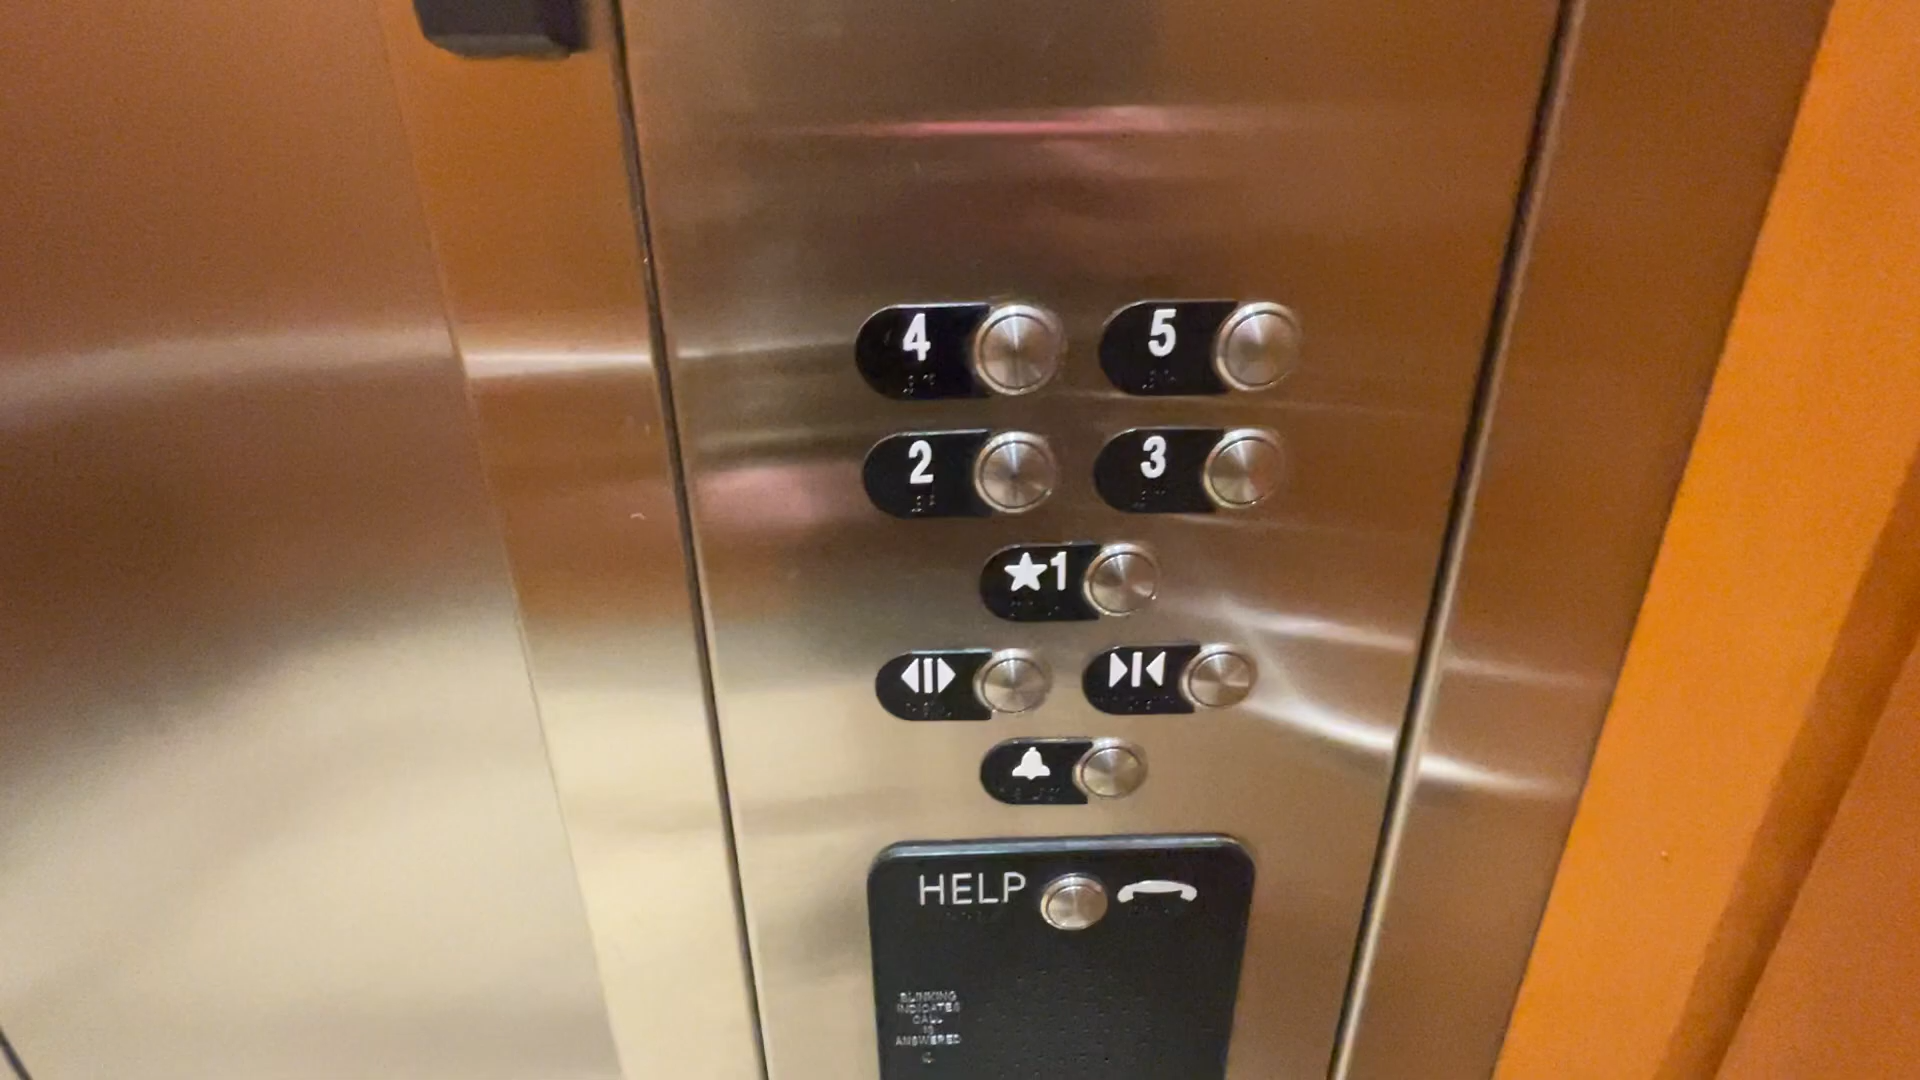 4 5
2 3
★1
HELP
BLINKING
INDICATES
CALL
IS
ANSWERED